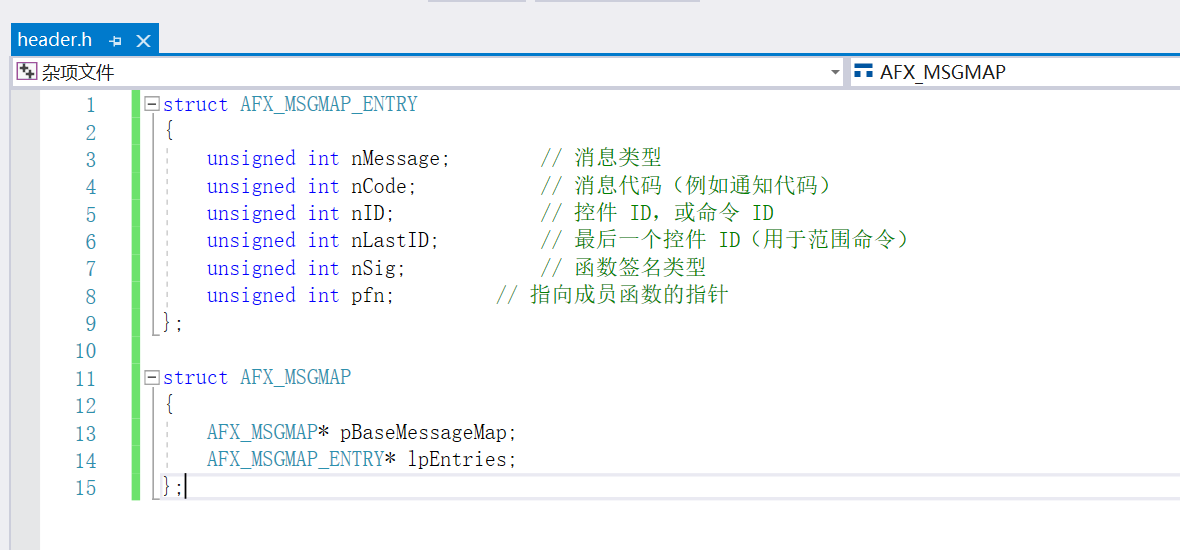 header.h
杂项文件
AFX_MSGMAP
1 struct AFX_MSGMAP_ENTRY
2 {
3 unsigned int nMessage; // 消息类型
4 unsigned int nCode; // 消息代码（例如通知代码）
5 unsigned int nID; // 控件 ID，或命令 ID
6 unsigned int nLastID; // 最后一个控件 ID（用于范围命令）
7 unsigned int nSig; // 函数签名类型
8 unsigned int pfn; // 指向成员函数的指针
9 };
10
11 struct AFX_MSGMAP
12 {
13 AFX_MSGMAP* pBaseMessageMap;
14 AFX_MSGMAP_ENTRY* lpEntries;
15 };